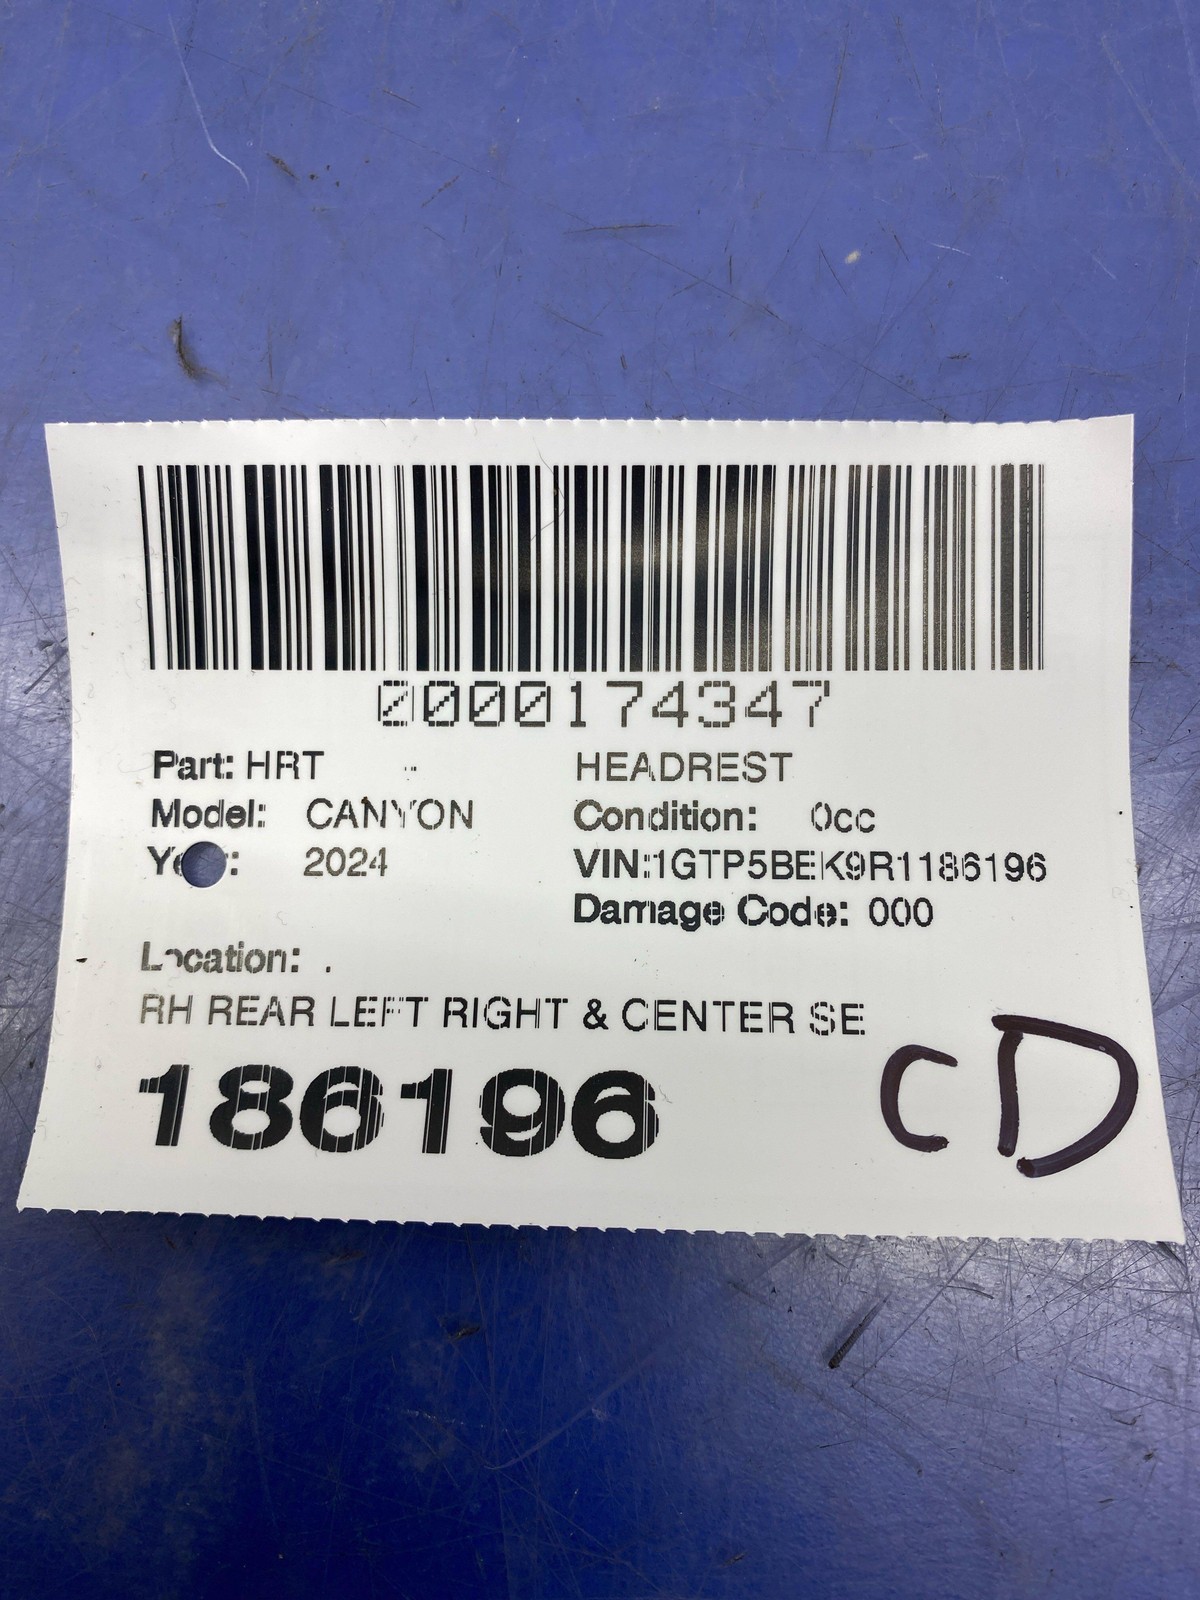 0000174347
Part: HRT -- HEADREST
Model: CANYON Condition: 0cc
Year: 2024 VIN:1GTP5BEK9R1186196
Damage Code: 000
Location: .
RH REAR LEFT RIGHT & CENTER SE
186196 CD